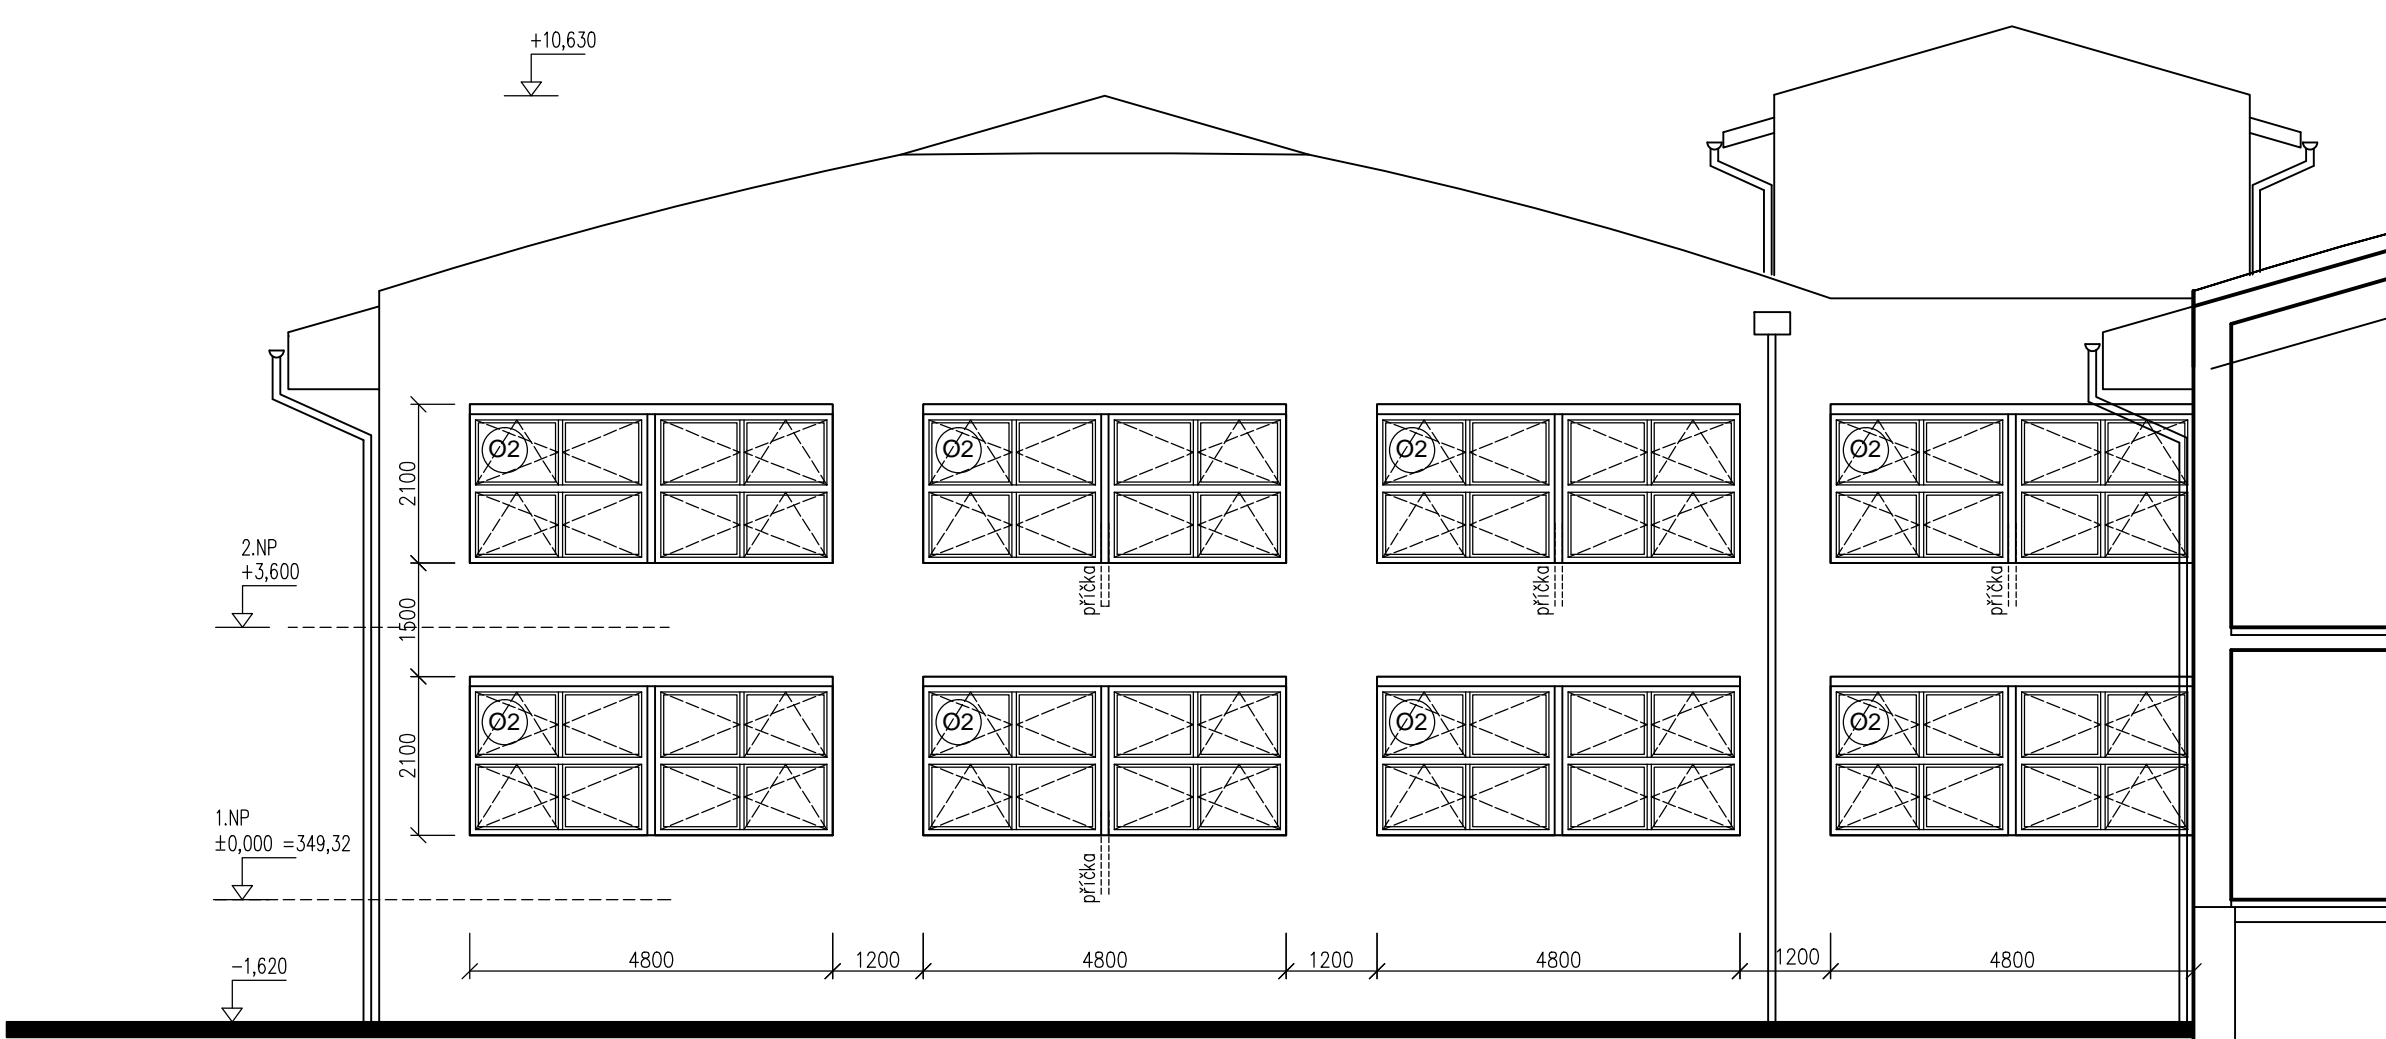 +10,630
Ø2
Ø2
Ø2
Ø2
2100
2.NP
+3,600
příčka
příčka
příčka
1500
Ø2
Ø2
Ø2
Ø2
2100
1.NP
±0,000 =349,32
příčka
4800
1200
4800
1200
4800
1200
4800
-1,620